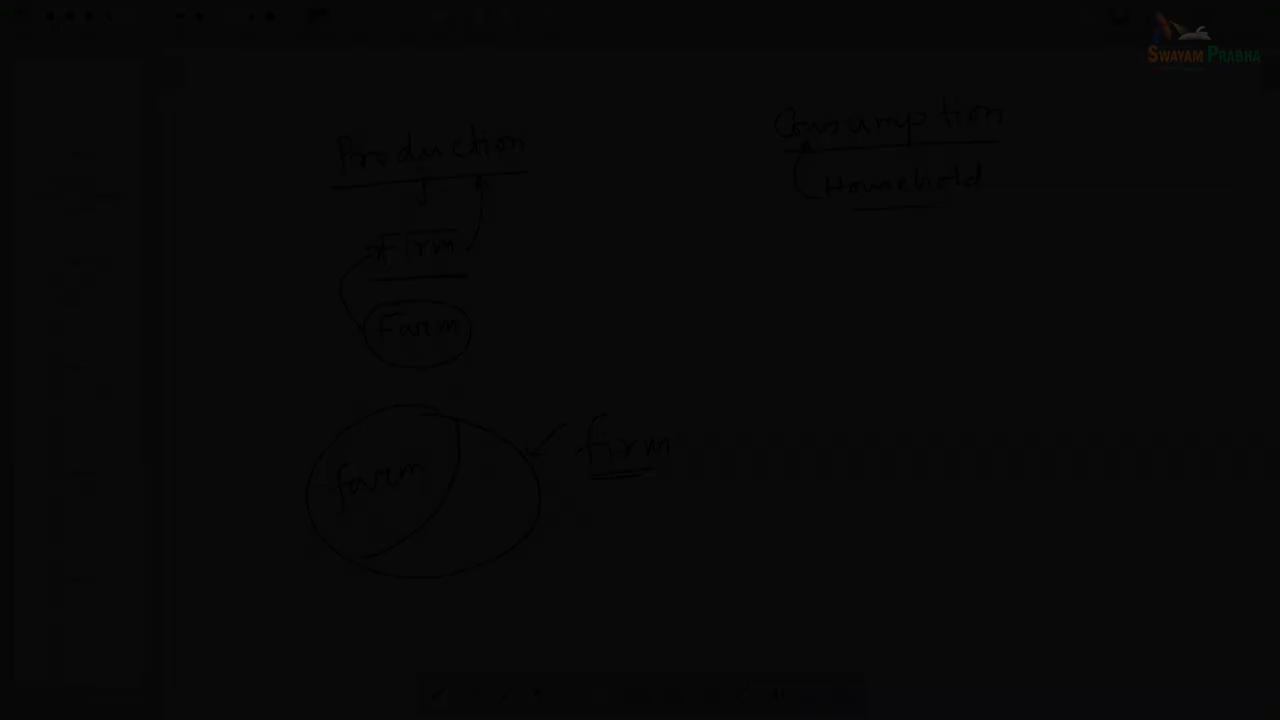 SWAYAM PRABHA
Production
Consumption
Household
Firm
Farm
farm
firm